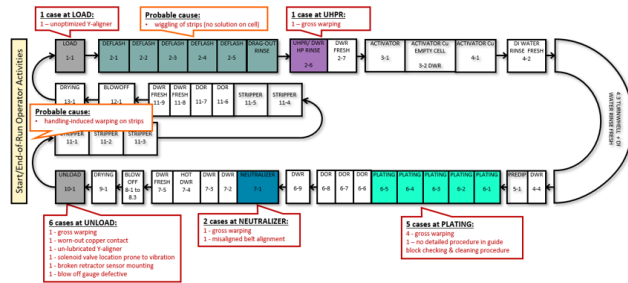 1 case at LOAD:
1 – unoptimized Y-aligner
Probable cause:
• wiggling of strips (no solution on cell)
1 case at UHPR:
1 – gross warping
Start/End-of-Run Operator Activities
LOAD
1-1
DEFLASH
2-1
DEFLASH
2-2
DEFLASH
2-3
DEFLASH
2-4
DEFLASH
2-5
DRAG-OUT
RINSE
UHPR/ DWR
HP RINSE
2-6
DWR
FRESH
2-7
ACTIVATOR
3-1
ACTIVATOR Cu
EMPTY CELL
3-2 DWR
ACTIVATOR Cu
4-1
DI WATER
RINSE FRESH
4-2
4-3 TURNWHELL + DI
WATER RINSE FRESH
DRYING
13-1
BLOWOFF
12-1
DWR
FRESH
11-9
DWR
FRESH
11-8
DOR
11-7
DOR
11-6
STRIPPER
11-5
STRIPPER
11-4
Probable cause:
• handling-induced warping on strips
STRIPPER
11-1
STRIPPER
11-2
STRIPPER
11-3
UNLOAD
10-1
DRYING
9-1
BLOW
OFF
8-1 to
8.3
DWR
FRESH
7-5
HOT
DWR
7-4
DWR
7-3
DWR
7-2
NEUTRALIZER
7-1
DWR
6-9
DOR
6-8
DOR
6-7
DOR
6-6
PLATING
6-5
PLATING
6-4
PLATING
6-3
PLATING
6-2
PLATING
6-1
PREDIP
5-1
DWR
4-4
6 cases at UNLOAD:
1 - gross warping
1 - worn-out copper contact
1 - un-lubricated Y-aligner
1 - solenoid valve location prone to vibration
1 - broken retractor sensor mounting
1 - blow off gauge defective
2 cases at NEUTRALIZER:
1 - gross warping
1 - misaligned belt alignment
5 cases at PLATING:
4 - gross warping
1 – no detailed procedure in guide
block checking & cleaning procedure